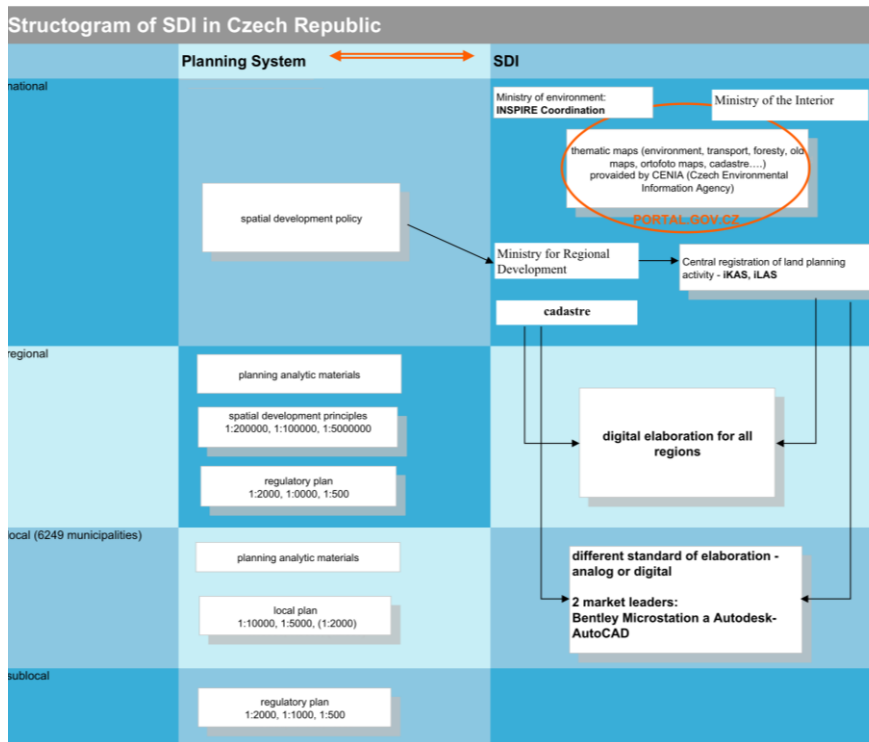 Structogram of SDI in Czech Republic
Planning System
SDI
national
Ministry of environment:
INSPIRE Coordination
Ministry of the Interior
thematic maps (environment, transport, foresty, old
maps, ortofoto maps, cadastre....)
provaided by CENIA (Czech Environmental
Information Agency)
PORTAL.GOV.CZ
spatial development policy
Ministry for Regional
Development
Central registration of land planning
activity - iKAS, iLAS
cadastre
regional
planning analytic materials
spatial development principles
1:200000, 1:100000, 1:5000000
digital elaboration for all
regions
regulatory plan
1:2000, 1:0000, 1:500
local (6249 municipalities)
planning analytic materials
different standard of elaboration -
analog or digital
2 market leaders:
Bentley Microstation a Autodesk-
AutoCAD
local plan
1:10000, 1:5000, (1:2000)
sublocal
regulatory plan
1:2000, 1:1000, 1:500